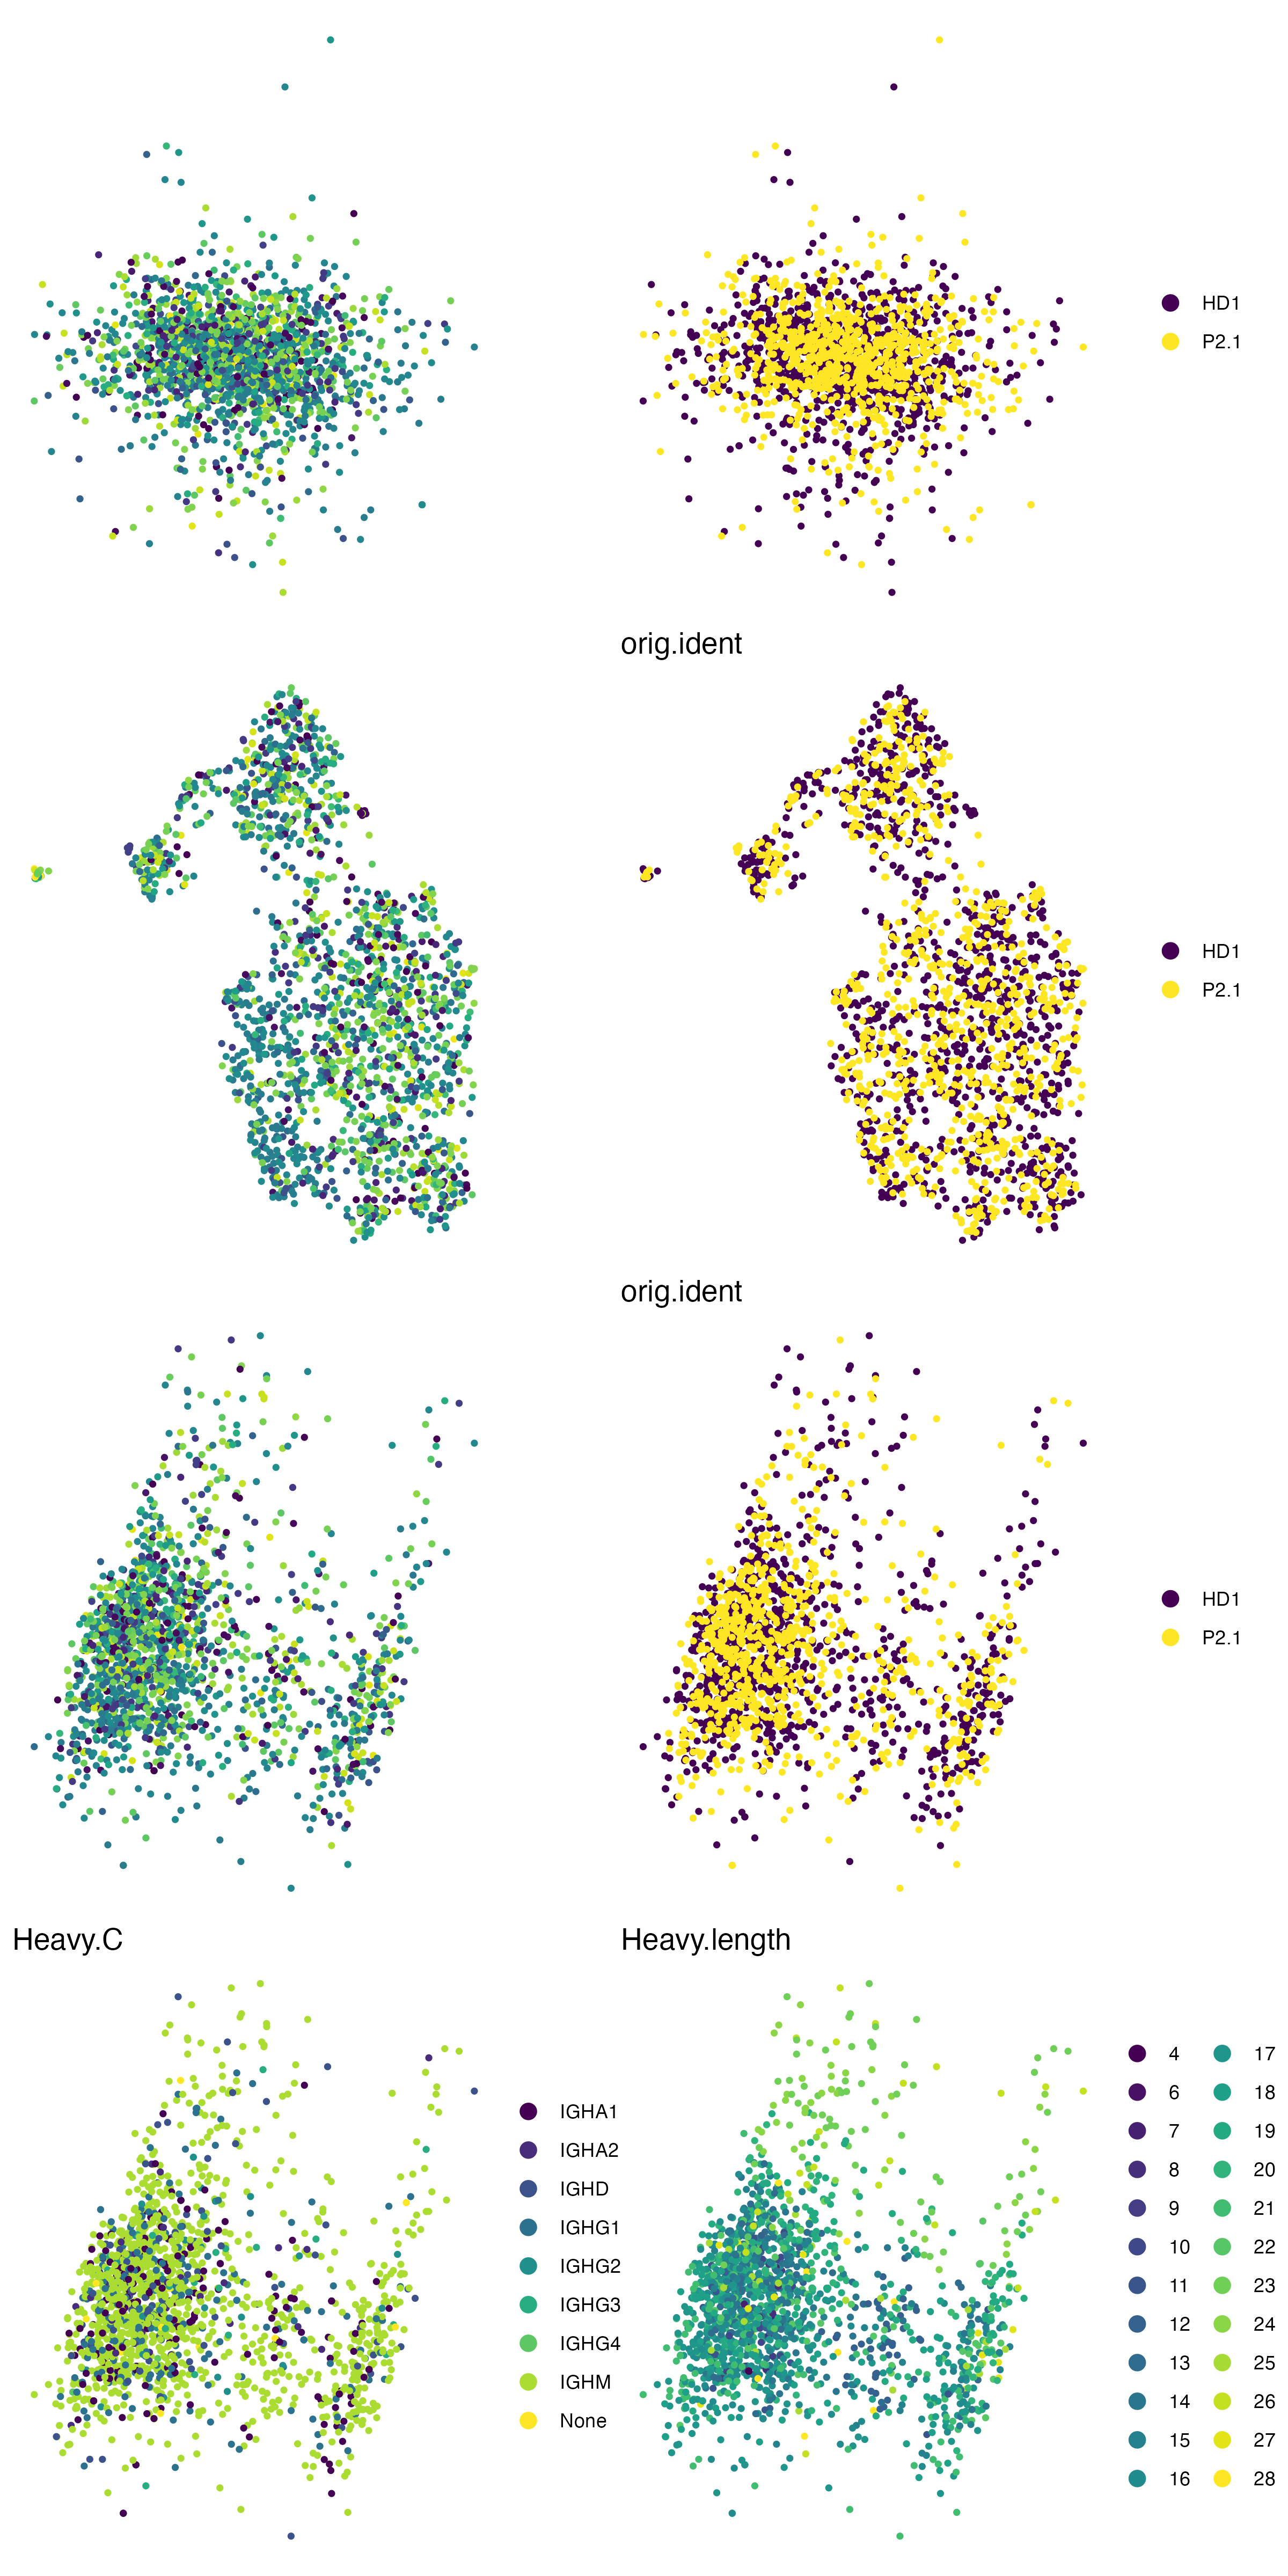 HD1
P2.1
orig.ident
HD1
P2.1
orig.ident
HD1
P2.1
Heavy.C
IGHA1
IGHA2
IGHD
IGHG1
IGHG2
IGHG3
IGHG4
IGHM
None
Heavy.length
4 17
6 18
7 19
8 20
9 21
10 22
11 23
12 24
13 25
14 26
15 27
16 28